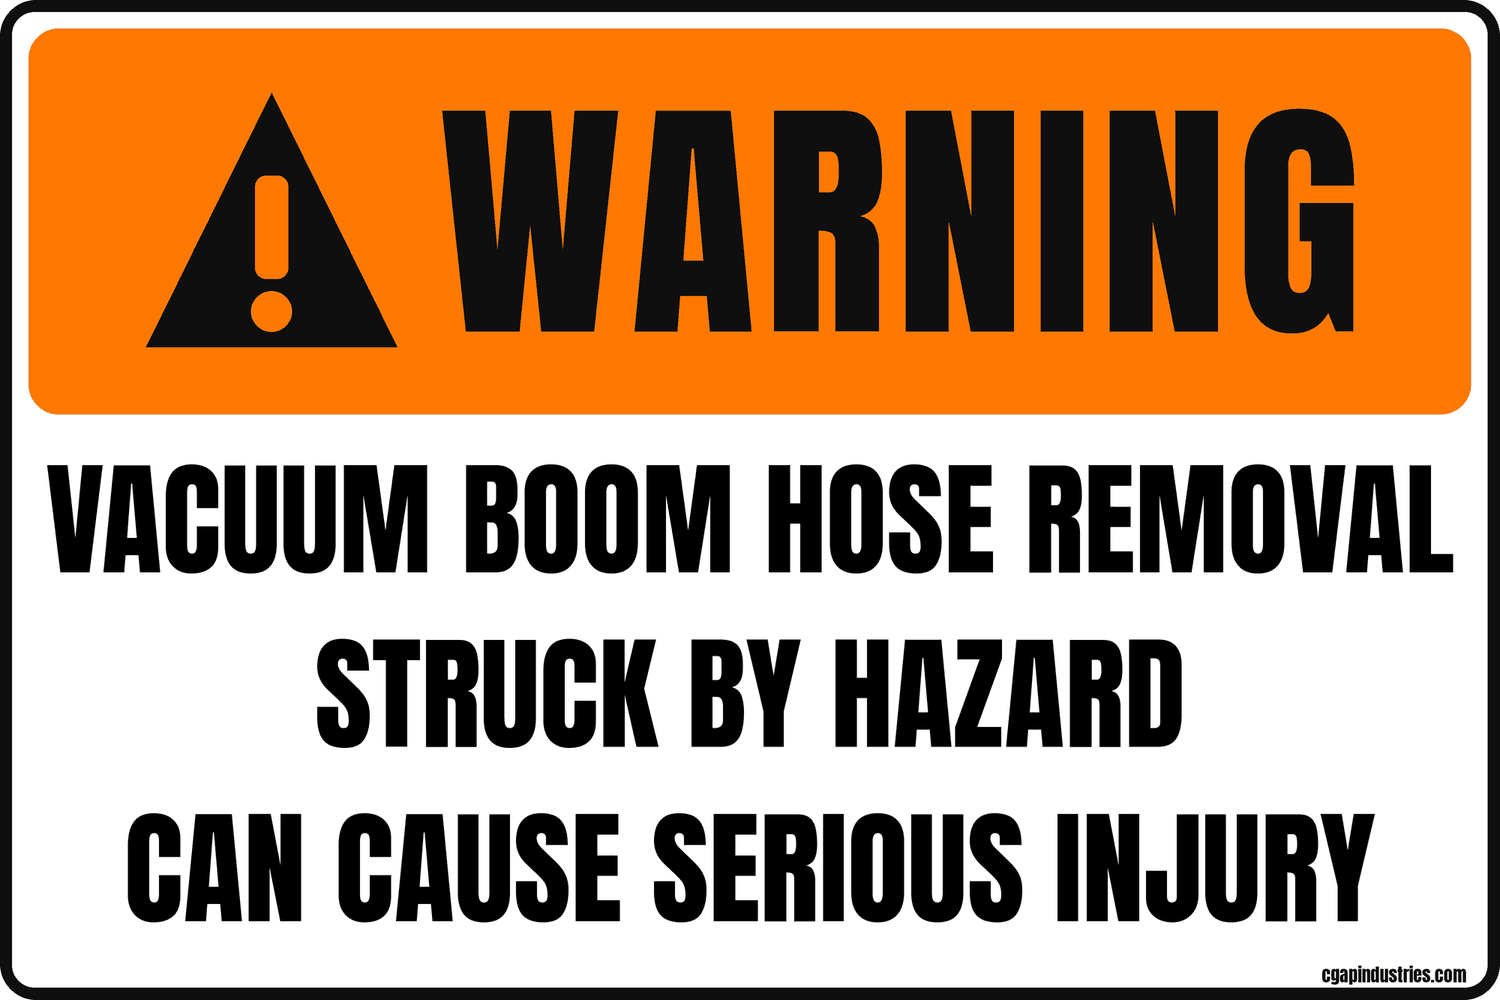 WARNING
VACUUM BOOM HOSE REMOVAL
STRUCK BY HAZARD
CAN CAUSE SERIOUS INJURY
cgapindustries.com